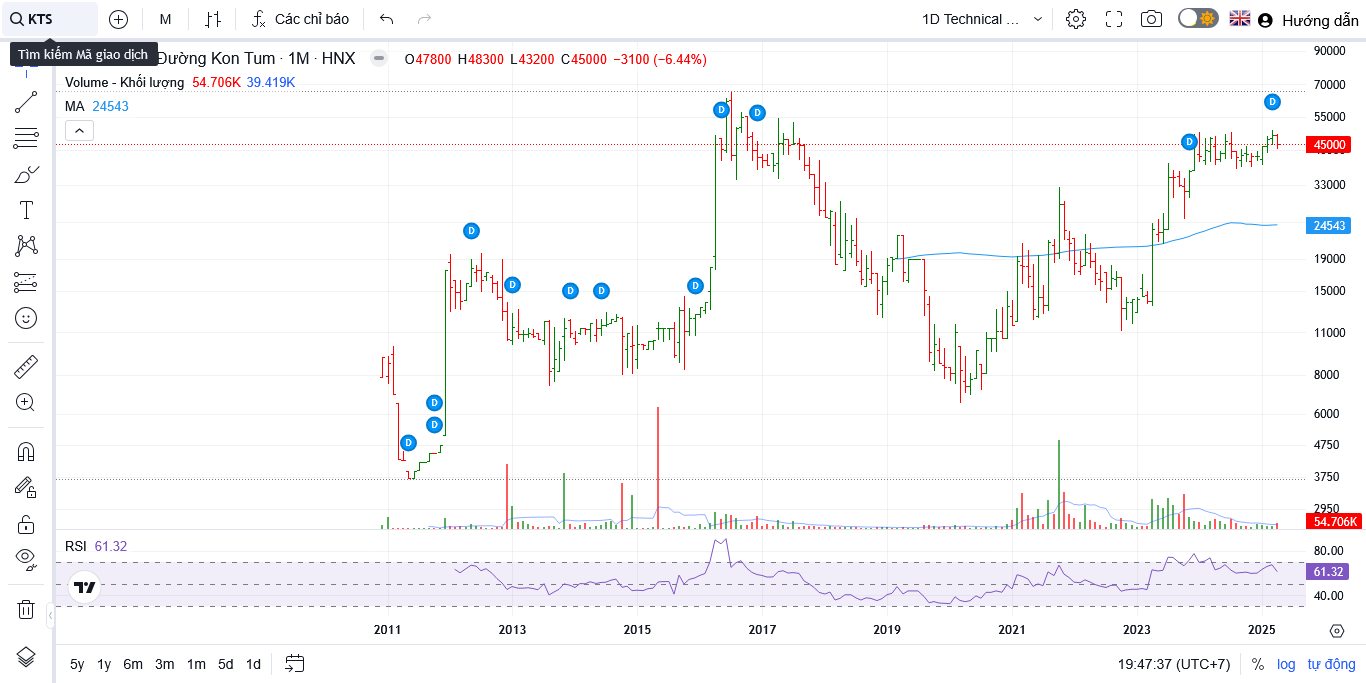 KTS
M
Các chỉ báo
1D Technical ...
Hướng dẫn
Tìm kiếm Mã giao dịch
Đường Kon Tum · 1M · HNX
O47800 H48300 L43200 C45000 −3100 (−6.44%)
Volume - Khối lượng 54.706K 39.419K
MA 24543
90000
70000
55000
45000
33000
24543
19000
15000
11000
8000
6000
4750
3750
2950
54.706K
D
D
D
D
D
D
D
D
D
D
D
D
RSI 61.32
80.00
61.32
40.00
2011 2013 2015 2017 2019 2021 2023 2025
5y 1y 6m 3m 1m 5d 1d
19:47:37 (UTC+7) % log tự động